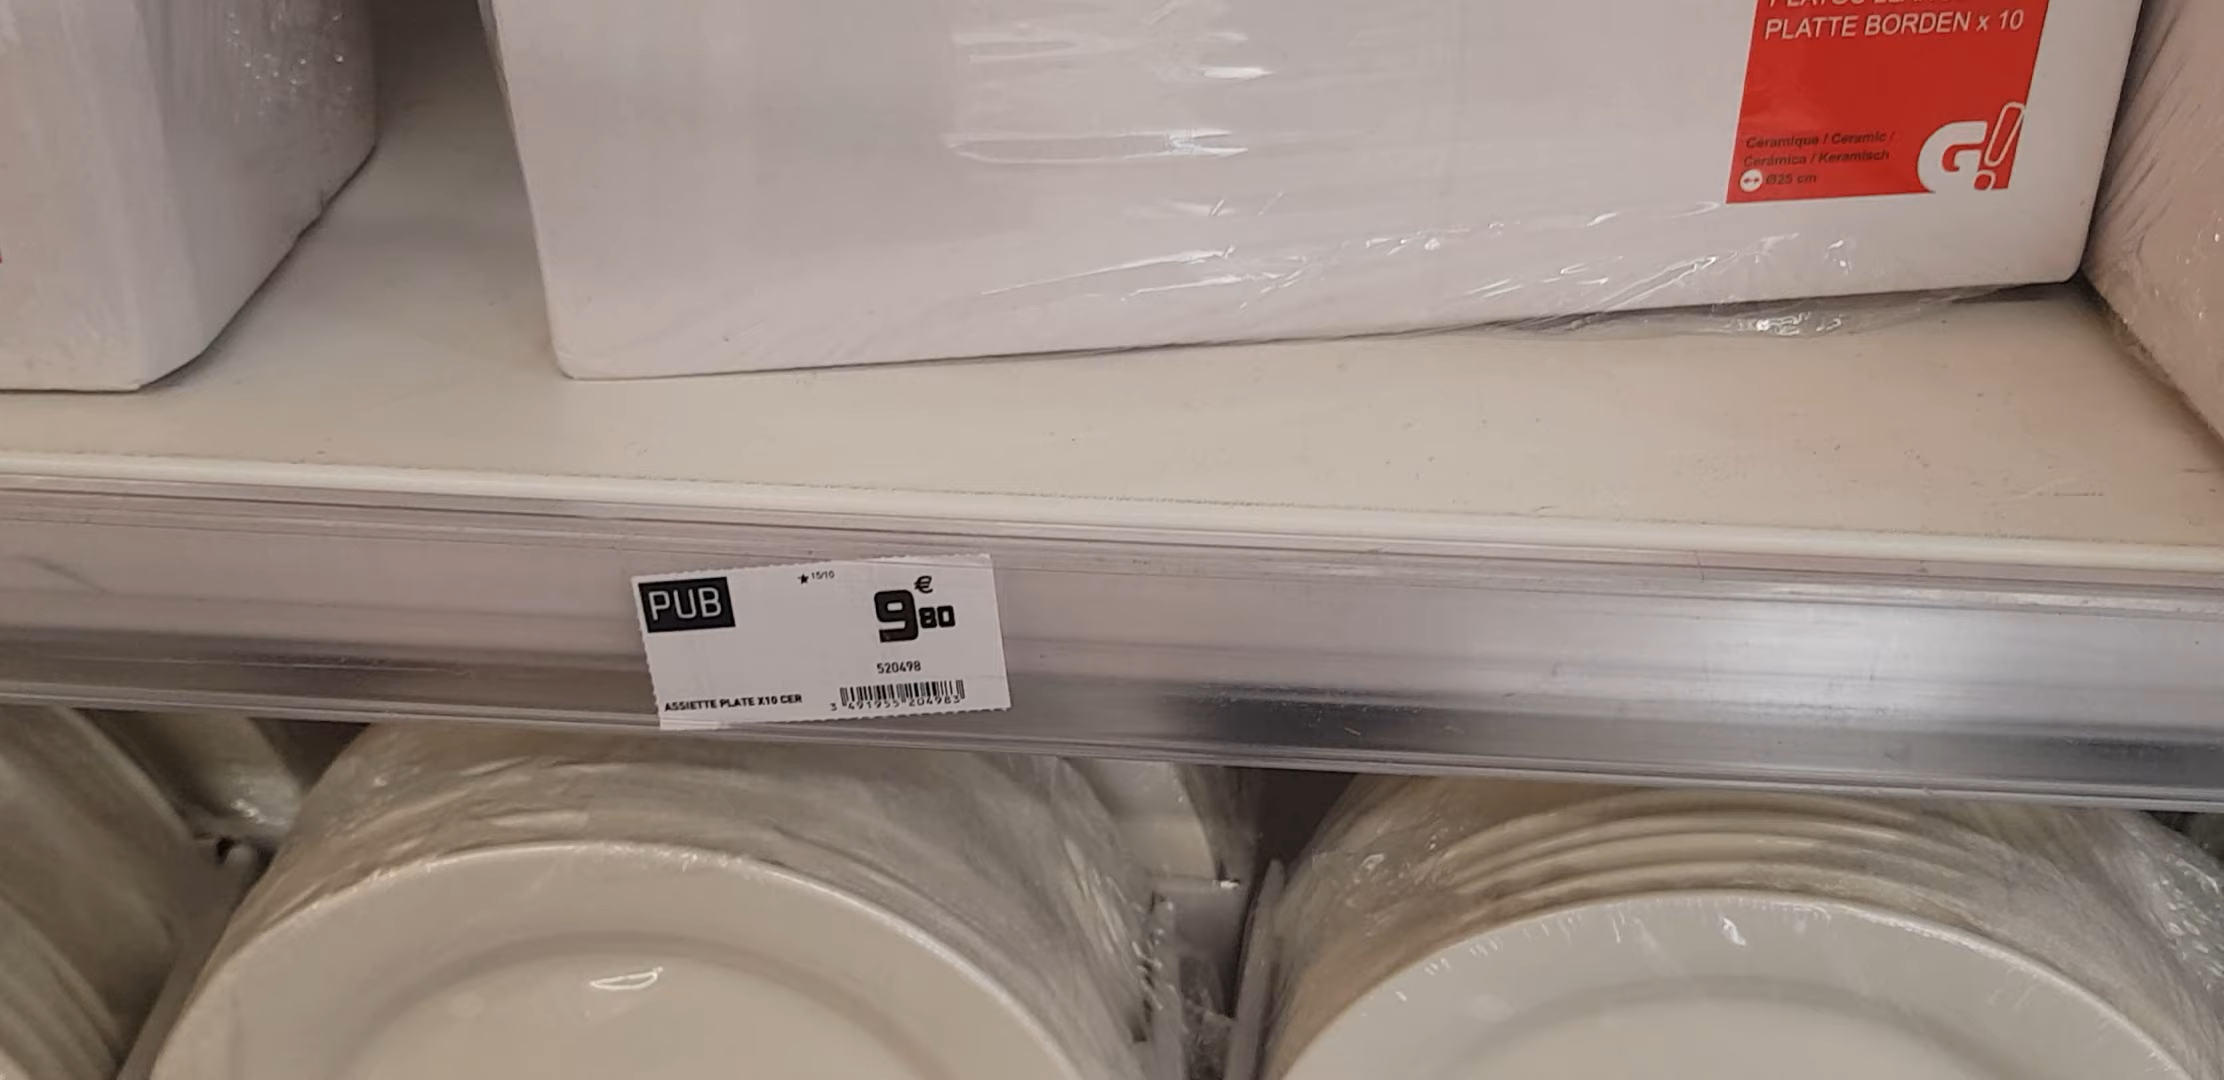 PLATTE BORDEN x 10
Céramique / Ceramic /
Cerámica / Keramisch
Ø25 cm
G!
PUB
★ 15/10
9€80
520498
ASSIETTE PLATE X10 CER
3 491955 204983